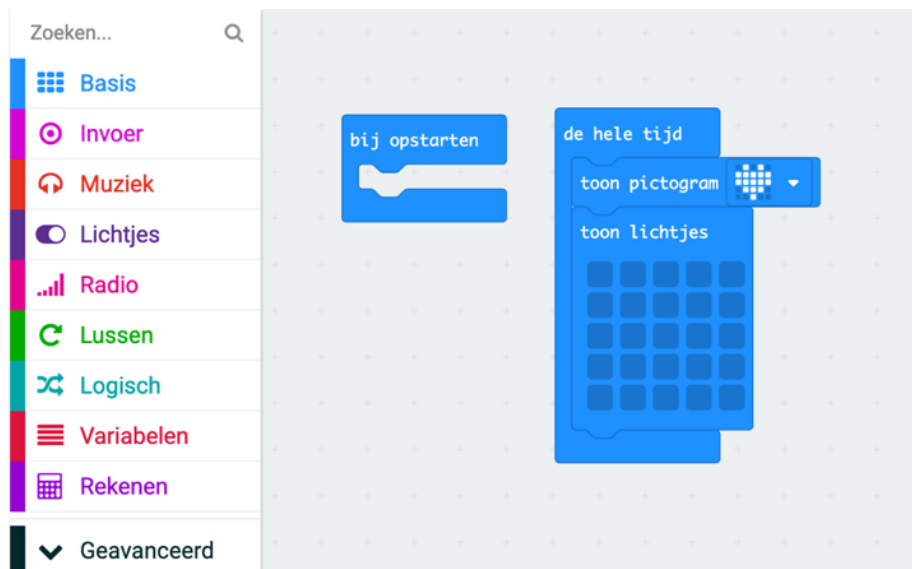 Zoeken...
Basis
Invoer
Muziek
Lichtjes
Radio
Lussen
Logisch
Variabelen
Rekenen
Geavanceerd
bij opstarten
de hele tijd
toon pictogram
toon lichtjes